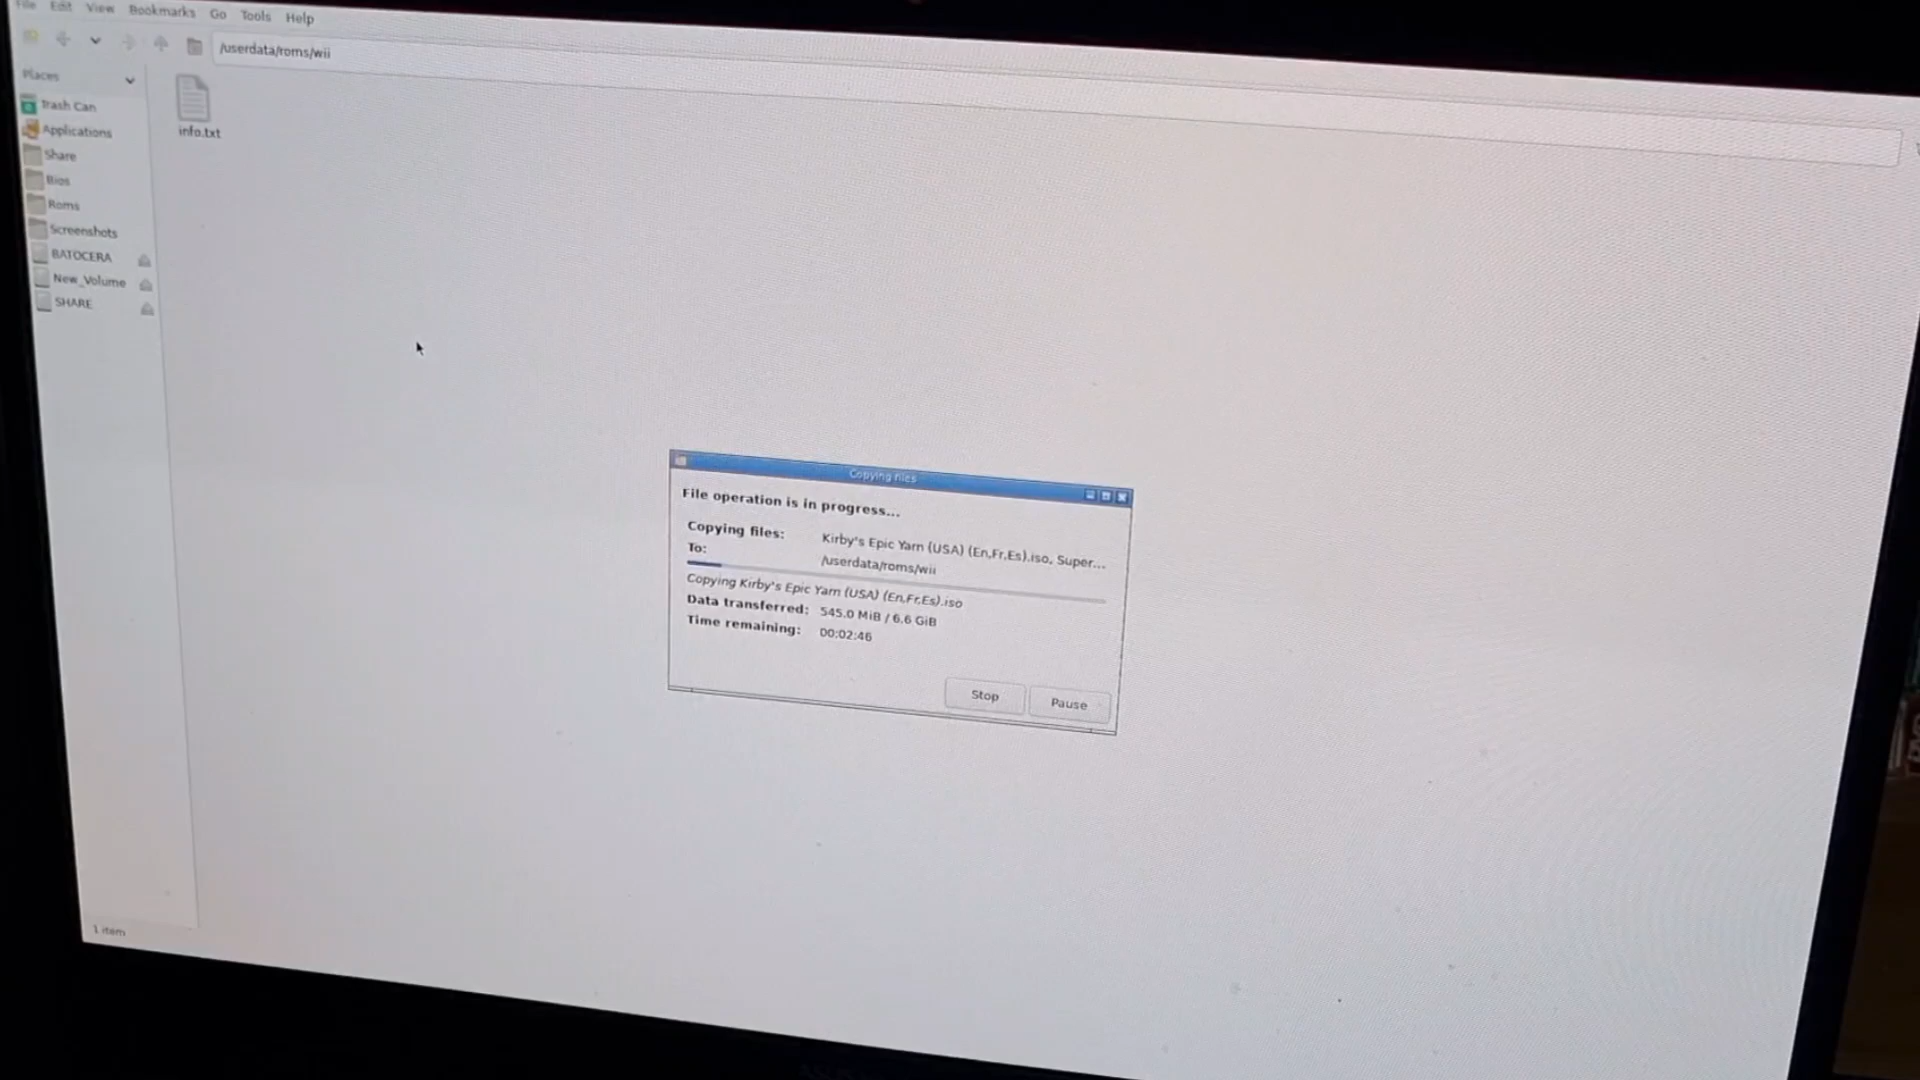 File Edit View Bookmarks Go Tools Help
/userdata/roms/wii
Places
Trash Can
Applications
Share
Bios
Roms
Screenshots
BATOCERA
New_Volume
SHARE
info.txt
Copying files
File operation is in progress...
Copying files: Kirby's Epic Yarn (USA) (En,Fr,Es).iso, Super...
To: /userdata/roms/wii
Copying Kirby's Epic Yarn (USA) (En,Fr,Es).iso
Data transferred: 545.0 MiB / 6.6 GiB
Time remaining: 00:02:46
Stop Pause
1 item